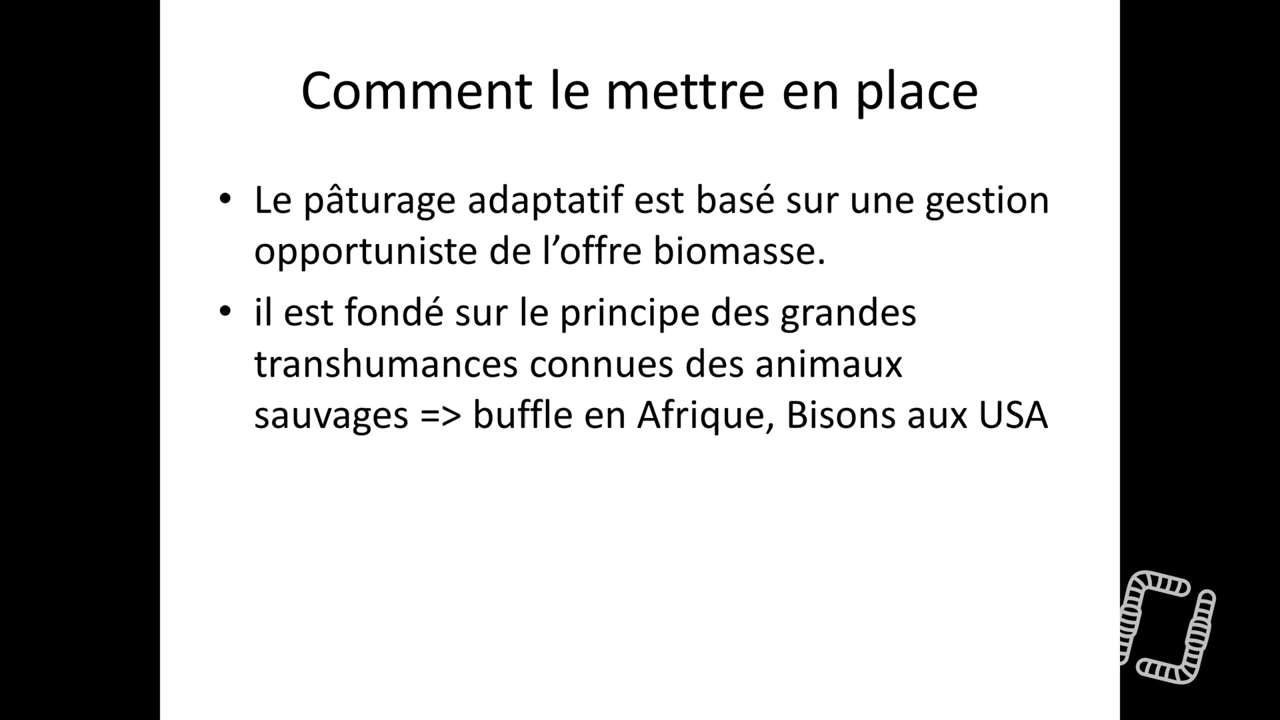 Comment le mettre en place
• Le pâturage adaptatif est basé sur une gestion
opportuniste de l’offre biomasse.
• il est fondé sur le principe des grandes
transhumances connues des animaux
sauvages => buffle en Afrique, Bisons aux USA